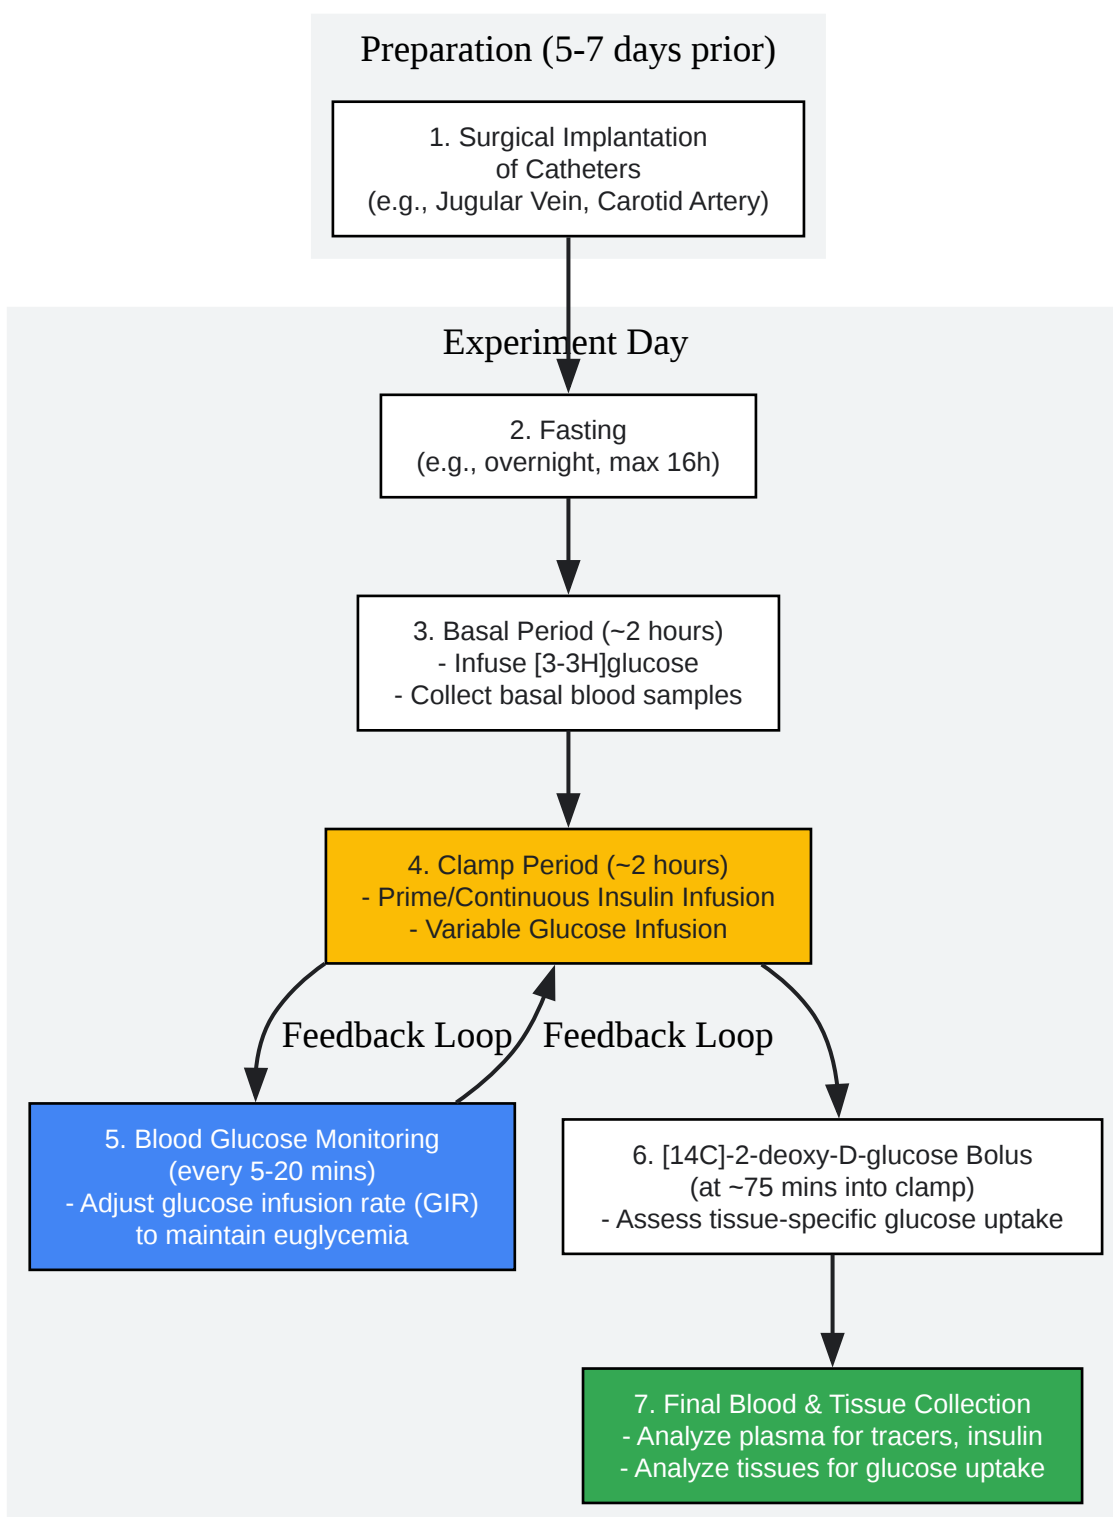 Preparation (5-7 days prior)
1. Surgical Implantation
of Catheters
(e.g., Jugular Vein, Carotid Artery)
Experiment Day
2. Fasting
(e.g., overnight, max 16h)
3. Basal Period (~2 hours)
- Infuse [3-3H]glucose
- Collect basal blood samples
4. Clamp Period (~2 hours)
- Prime/Continuous Insulin Infusion
- Variable Glucose Infusion
Feedback Loop
Feedback Loop
5. Blood Glucose Monitoring
(every 5-20 mins)
- Adjust glucose infusion rate (GIR)
to maintain euglycemia
6. [14C]-2-deoxy-D-glucose Bolus
(at ~75 mins into clamp)
- Assess tissue-specific glucose uptake
7. Final Blood & Tissue Collection
- Analyze plasma for tracers, insulin
- Analyze tissues for glucose uptake